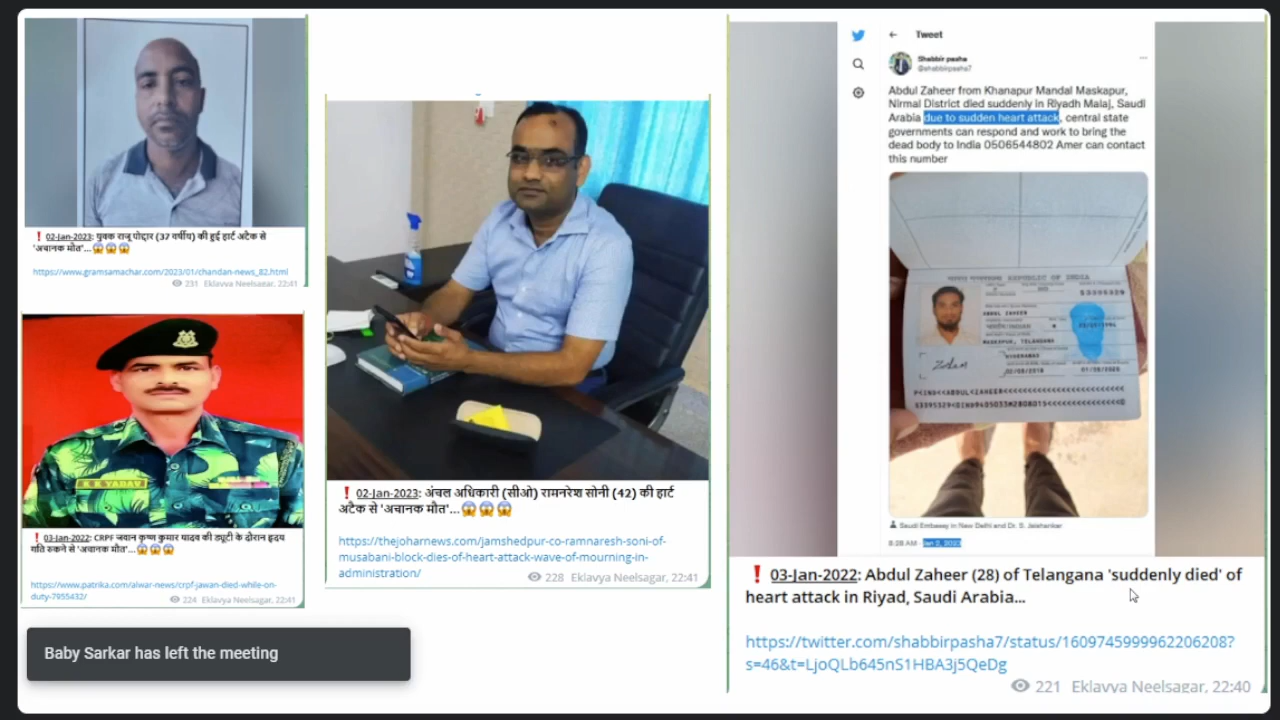 ❗ 02-Jan-2023: युवक राजू पोद्दार (37 वर्षीय) की हुई हार्ट अटैक से
'अचानक मौत'...😱😱😱
https://www.gramsamachar.com/2023/01/chandan-news_82.html
231 Eklavya Neelsagar, 22:41
K K YADAV
❗ 03-Jan-2022: CRPF जवान कृष्ण कुमार यादव की ड्यूटी के दौरान हृदय
गति रुकने से 'अचानक मौत'...😱😱😱
https://www.patrika.com/alwar-news/crpf-jawan-died-while-on-
duty-7955432/
224 Eklavya Neelsagar, 22:41
❗ 02-Jan-2023: अंचल अधिकारी (सीओ) रामनरेश सोनी (42) की हार्ट
अटैक से 'अचानक मौत'...😱😱😱
https://thejoharnews.com/jamshedpur-co-ramnaresh-soni-of-
musabani-block-dies-of-heart-attack-wave-of-mourning-in-
administration/
228 Eklavya Neelsagar, 22:41
Tweet
Shabbir pasha
@shabbirpasha7
Abdul Zaheer from Khanapur Mandal Maskapur,
Nirmal District died suddenly in Riyadh Malaj, Saudi
Arabia due to sudden heart attack, central state
governments can respond and work to bring the
dead body to India 0506544802 Amer can contact
this number
REPUBLIC OF INDIA
ABDUL ZAHEER
MASKAPUR, TELANGANA
HYDERABAD
Saudi Embassy in New Delhi and Dr. S. Jaishankar
8:28 AM · Jan 2, 2023
❗ 03-Jan-2022: Abdul Zaheer (28) of Telangana 'suddenly died' of
heart attack in Riyad, Saudi Arabia...
https://twitter.com/shabbirpasha7/status/1609745999962206208?
s=46&t=LjoQLb645nS1HBA3j5QeDg
221 Eklavya Neelsagar, 22:40
Baby Sarkar has left the meeting